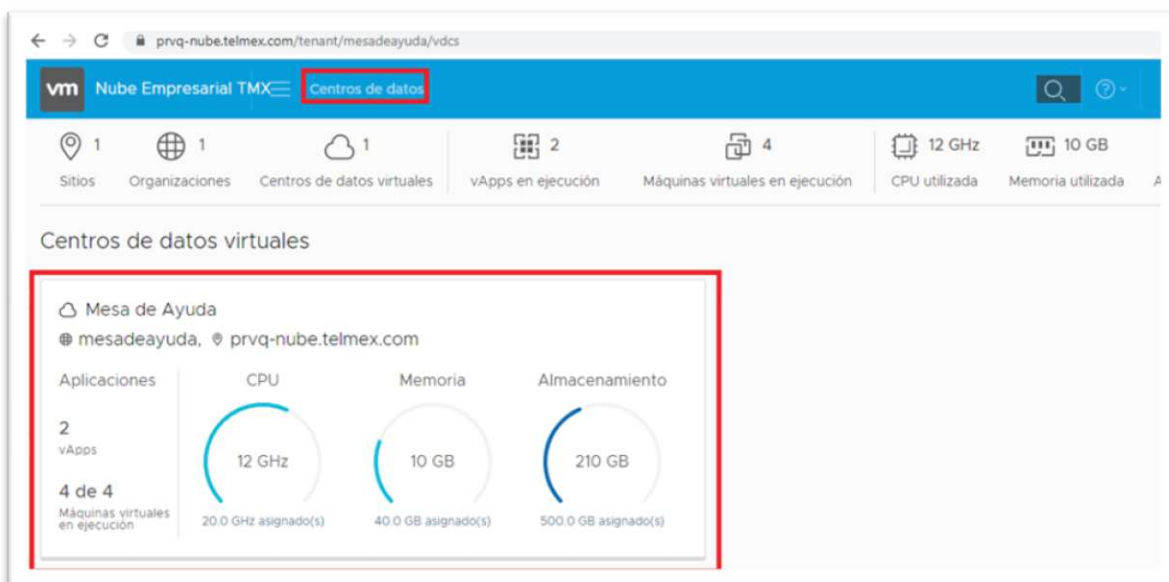 prvq-nube.telmex.com/tenant/mesadeayuda/vdcs
vm Nube Empresarial TMX Centros de datos
1 1 1 2 4 12 GHz 10 GB
Sitios Organizaciones Centros de datos virtuales vApps en ejecución Máquinas virtuales en ejecución CPU utilizada Memoria utilizada A
Centros de datos virtuales
Mesa de Ayuda
mesadeayuda, prvq-nube.telmex.com
Aplicaciones CPU Memoria Almacenamiento
2
vApps
12 GHz 10 GB 210 GB
4 de 4
Máquinas virtuales
en ejecución
20.0 GHz asignado(s) 40.0 GB asignado(s) 500.0 GB asignado(s)